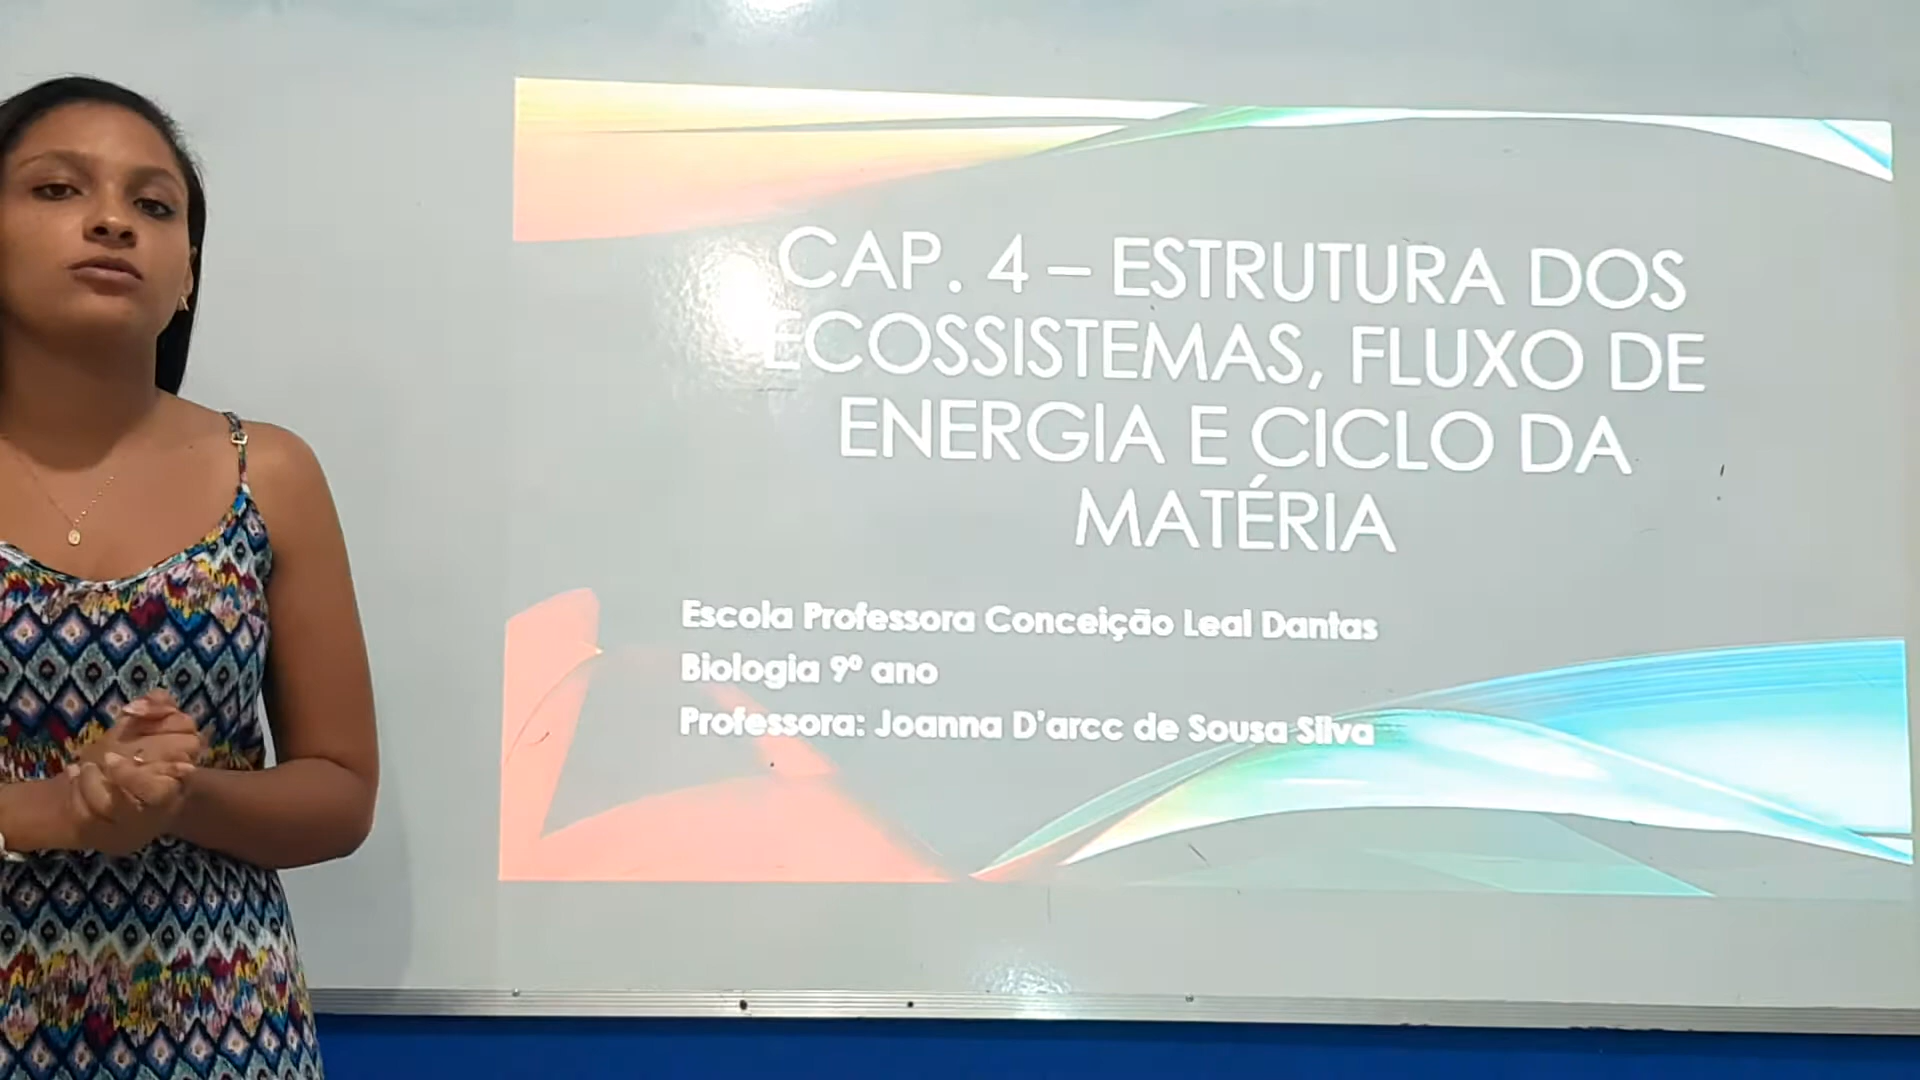 CAP. 4 – ESTRUTURA DOS
ECOSSISTEMAS, FLUXO DE
ENERGIA E CICLO DA
MATÉRIA
Escola Professora Conceição Leal Dantas
Biologia 9º ano
Professora: Joanna D'arcc de Sousa Silva